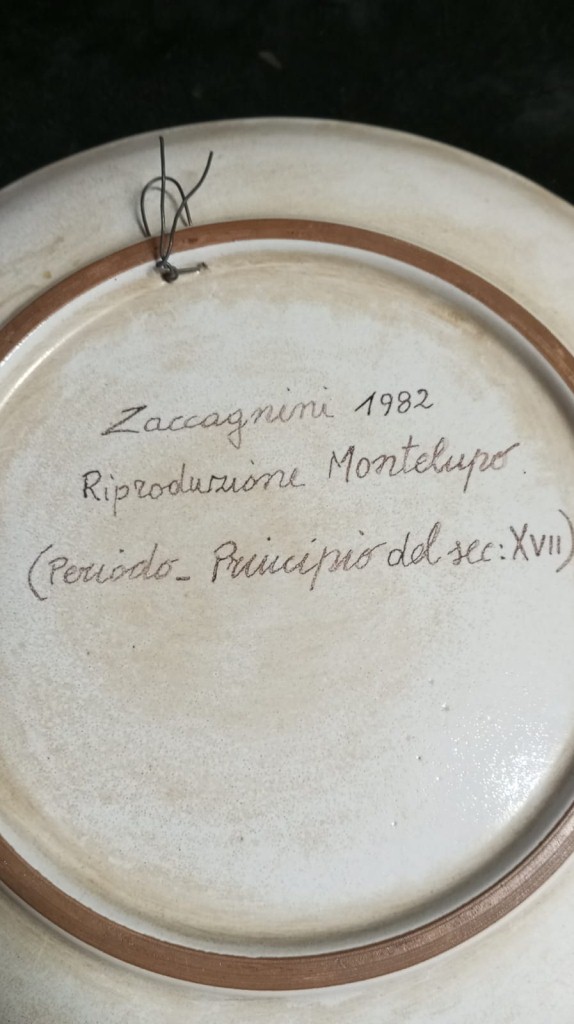 Zaccagnini 1982
Riproduzione Montelupo.
(Periodo_ Principio del sec: XVII)